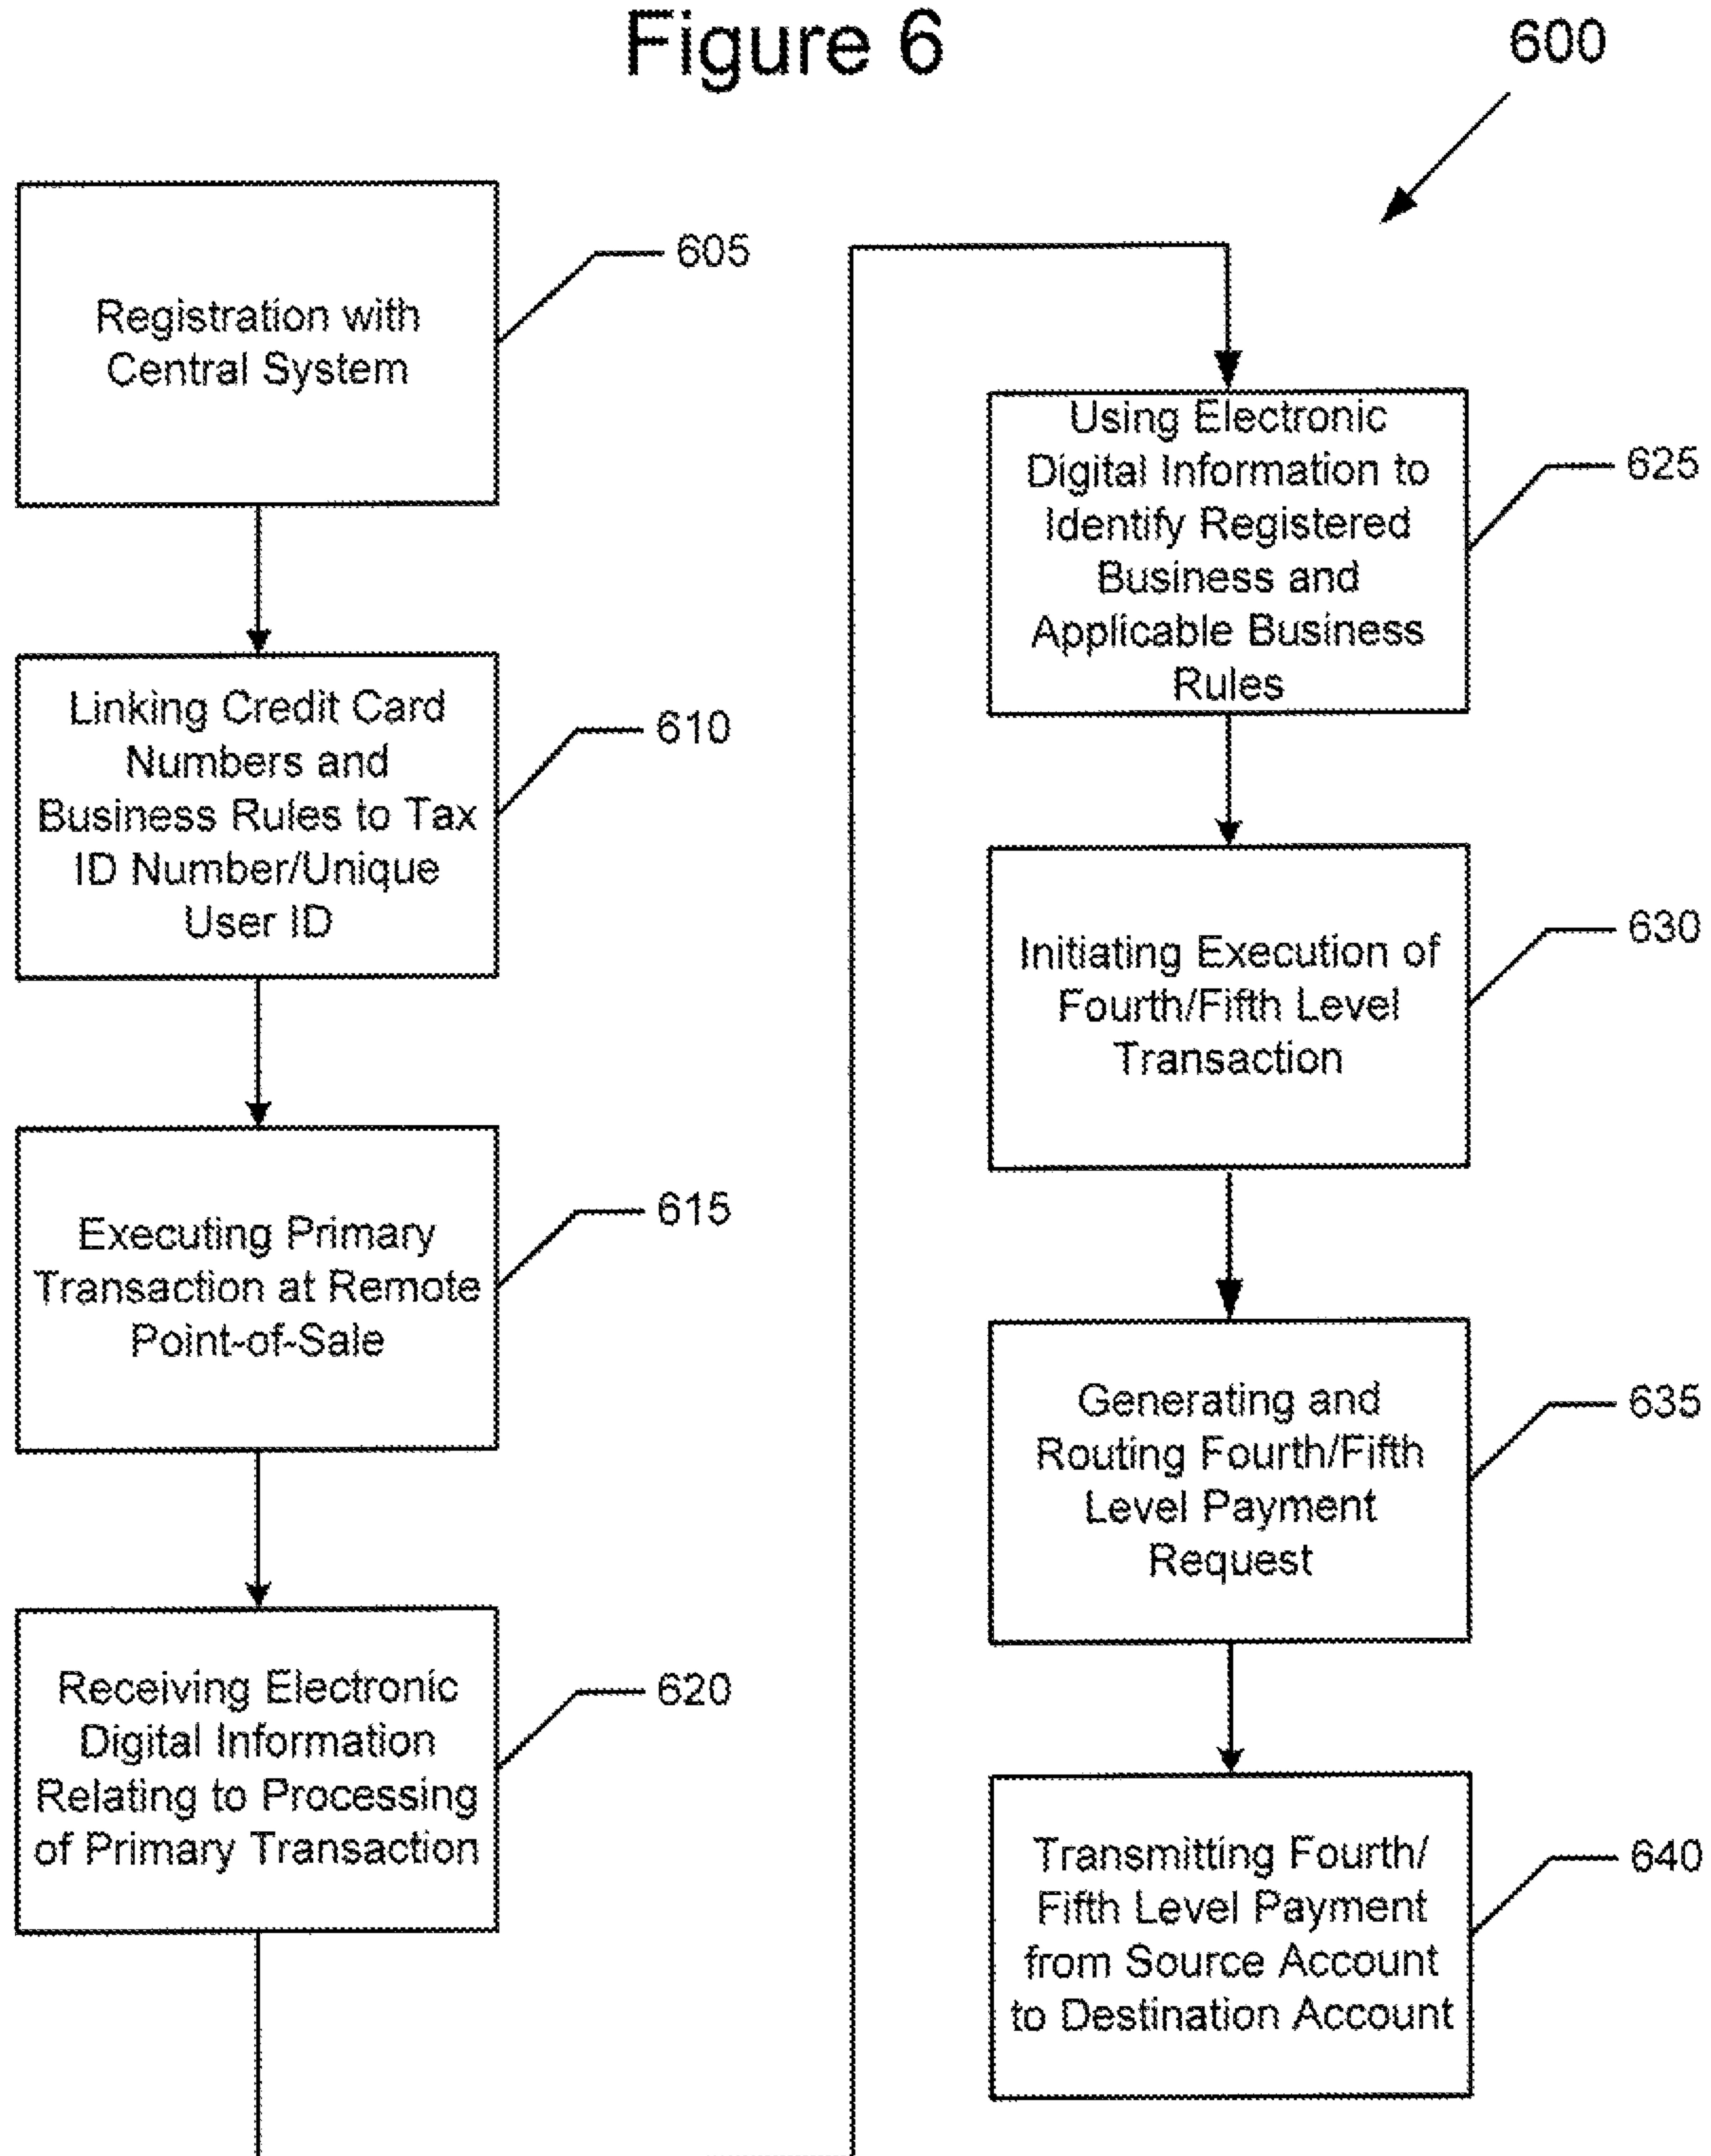 Figure 6
600
Registration with
Central System
605
Linking Credit Card
Numbers and
Business Rules to Tax
ID Number/Unique
User ID
610
Executing Primary
Transaction at Remote
Point-of-Sale
615
Receiving Electronic
Digital Information
Relating to Processing
of Primary Transaction
620
Using Electronic
Digital Information to
Identify Registered
Business and
Applicable Business
Rules
625
Initiating Execution of
Fourth/Fifth Level
Transaction
630
Generating and
Routing Fourth/Fifth
Level Payment
Request
635
Transmitting Fourth/
Fifth Level Payment
from Source Account
to Destination Account
640